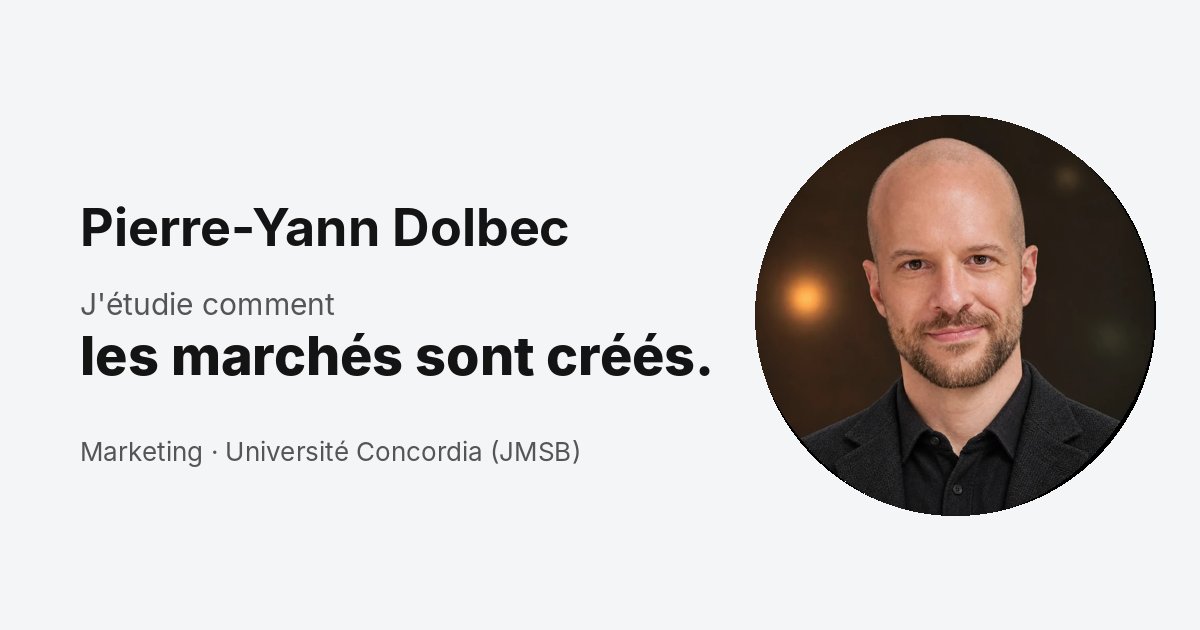 Pierre-Yann Dolbec
J'étudie comment
les marchés sont créés.
Marketing · Université Concordia (JMSB)